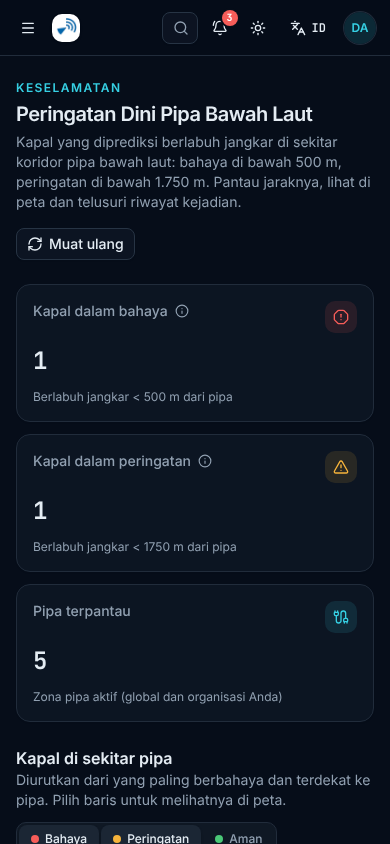 3
ID
DA
KESELAMATAN
Peringatan Dini Pipa Bawah Laut
Kapal yang diprediksi berlabuh jangkar di sekitar
koridor pipa bawah laut: bahaya di bawah 500 m,
peringatan di bawah 1.750 m. Pantau jaraknya, lihat di
peta dan telusuri riwayat kejadian.
Muat ulang
Kapal dalam bahaya
1
Berlabuh jangkar < 500 m dari pipa
Kapal dalam peringatan
1
Berlabuh jangkar < 1750 m dari pipa
Pipa terpantau
5
Zona pipa aktif (global dan organisasi Anda)
Kapal di sekitar pipa
Diurutkan dari yang paling berbahaya dan terdekat ke
pipa. Pilih baris untuk melihatnya di peta.
Bahaya Peringatan Aman